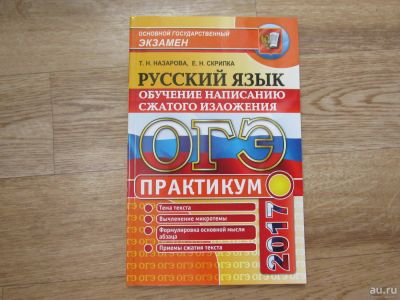 ОСНОВНОЙ ГОСУДАРСТВЕННЫЙ
ЭКЗАМЕН
Т. Н. НАЗАРОВА, Е. Н. СКРИПКА
РУССКИЙ ЯЗЫК
ОБУЧЕНИЕ НАПИСАНИЮ
СЖАТОГО ИЗЛОЖЕНИЯ
ОГЭ
ПРАКТИКУМ
2017
Тема текста
Вычленение микротемы
Формулировка основной мысли
абзаца
Приемы сжатия текста
au.ru